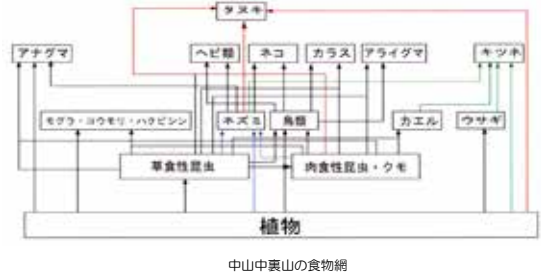 タヌキ
アナグマ ヘビ類 ネコ カラス アライグマ キツネ
モグラ・コウモリ・ハクビシン ネズミ 鳥類 カエル ウサギ
草食性昆虫 肉食性昆虫・クモ
植物
中山中裏山の食物網